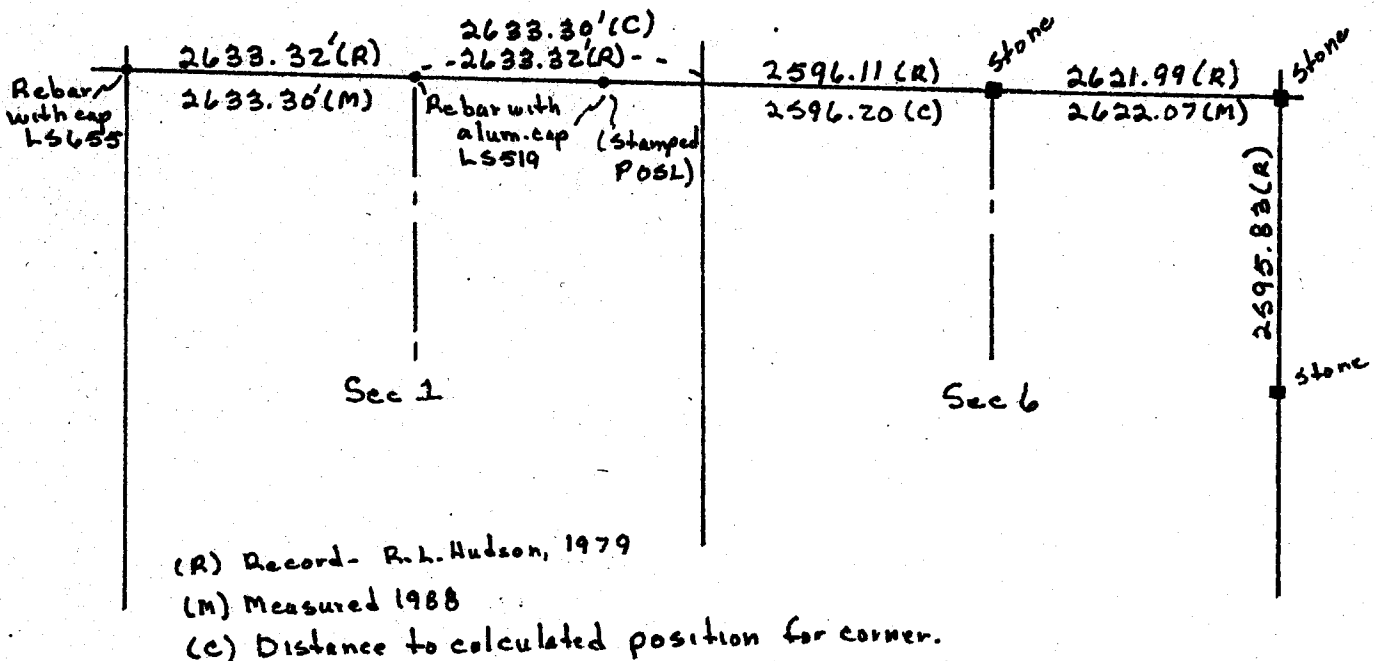 2633.30'(C)
2633.32'(R)
2633.32'(R)
2633.30'(M)
Rebar
with cap
LS655
Rebar with
alum. cap
LS519
(Stamped
POSL)
2596.11 (R)
2596.20 (C)
Stone
2621.99 (R)
2622.07 (M)
Stone
2595.83 (R)
Stone
Sec 1
Sec 6
(R) Record - R.L. Hudson, 1979
(M) Measured 1988
(C) Distance to calculated position for corner.